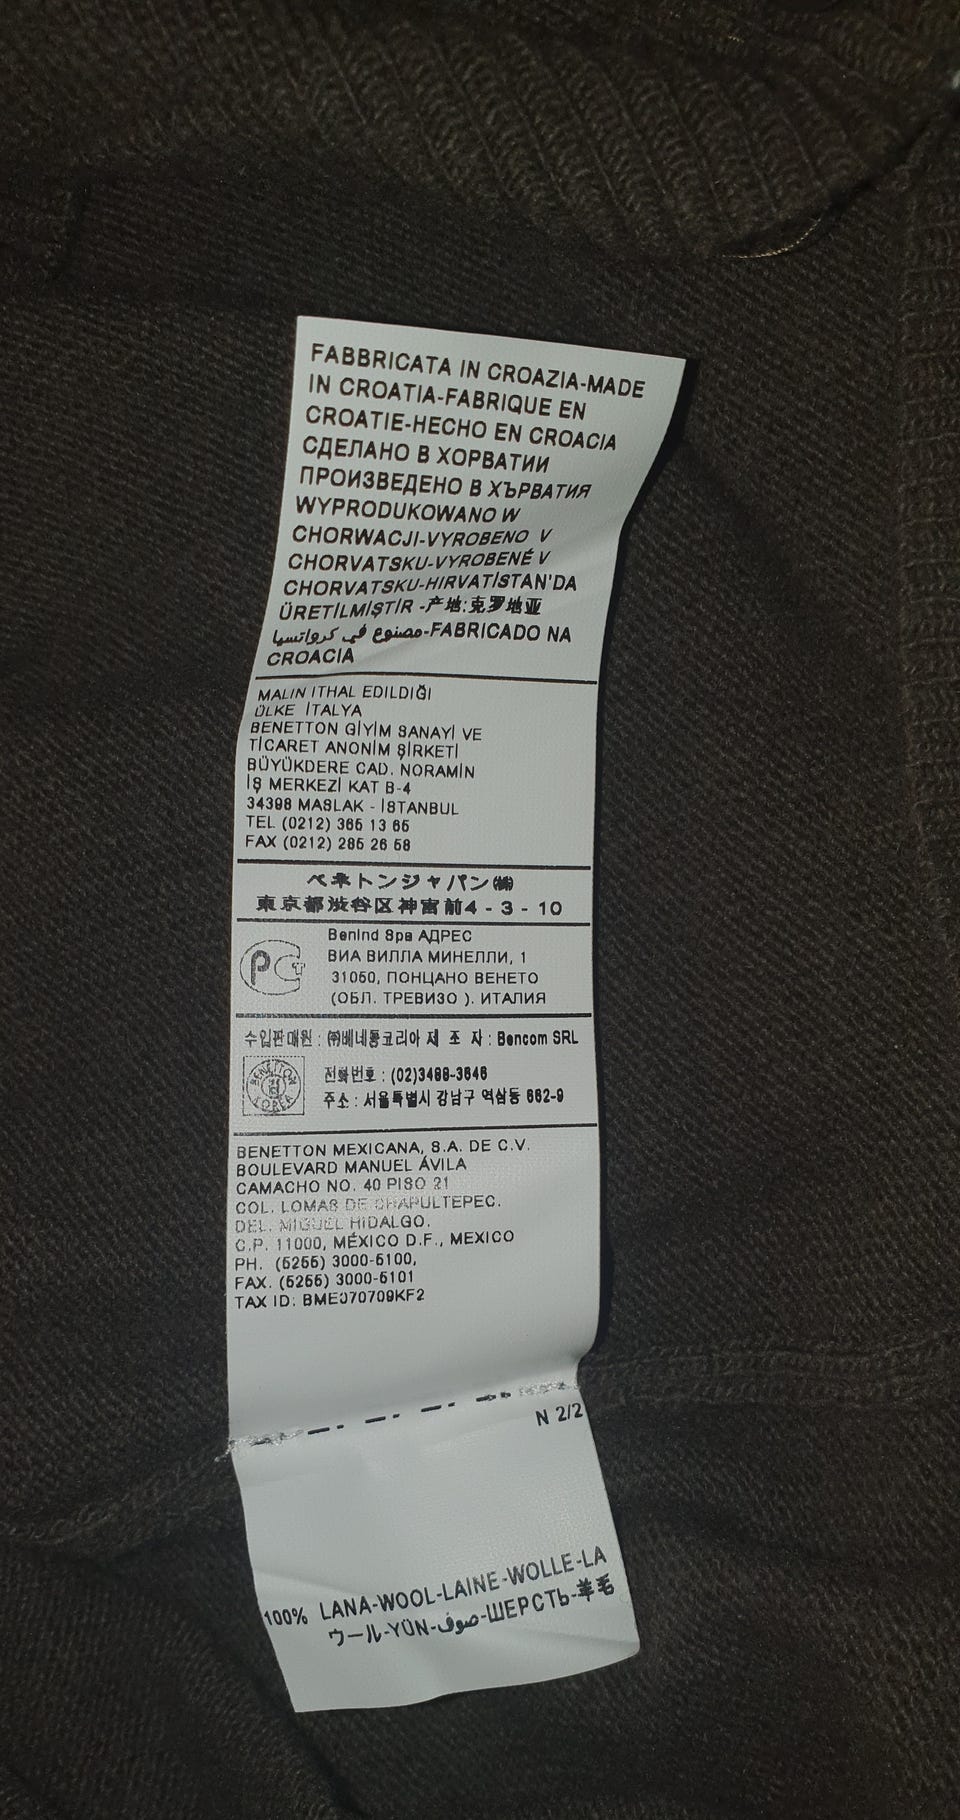 FABBRICATA IN CROAZIA-MADE
IN CROATIA-FABRIQUE EN
CROATIE-HECHO EN CROACIA
СДЕЛАНО В ХОРВАТИИ
ПРОИЗВЕДЕНО В ХЪРВАТИЯ
WYPRODUKOWANO W
CHORWACJI-VYROBENO V
CHORVATSKU-VYROBENÉ V
CHORVATSKU-HIRVATİSTAN'DA
ÜRETİLMİŞTİR -产地:克罗地亚
مصنوع في كرواتسيا-FABRICADO NA
CROACIA
MALIN ITHAL EDILDIĞI
ÜLKE İTALYA
BENETTON GİYİM SANAYİ VE
TİCARET ANONİM ŞİRKETİ
BÜYÜKDERE CAD. NORAMİN
İŞ MERKEZİ KAT B-4
34398 MASLAK - İSTANBUL
TEL (0212) 365 13 65
FAX (0212) 285 26 58
ベネトンジャパン㈱
東京都渋谷区神宮前4 - 3 - 10
Benind Spa АДРЕС
ВИА ВИЛЛА МИНЕЛЛИ, 1
31050, ПОНЦАНО ВЕНЕТО
(ОБЛ. ТРЕВИЗО ). ИТАЛИЯ
РСТ
수입판매원 : ㈜베네통코리아 제 조 자 : Bencom SRL
전화번호 : (02)3488-3646
주소 : 서울특별시 강남구 역삼동 662-9
BENETTON
검
KOREA
BENETTON MEXICANA, S.A. DE C.V.
BOULEVARD MANUEL ÁVILA
CAMACHO NO. 40 PISO 21
COL. LOMAS DE CHAPULTEPEC.
DEL. MIGUEL HIDALGO.
C.P. 11000, MÉXICO D.F., MEXICO
PH. (5255) 3000-5100,
FAX. (5255) 3000-5101
TAX ID: BME070709KF2
N 2/2
100% LANA-WOOL-LAINE-WOLLE-LA
ウール-YÜN-صوف-ШЕРСТЬ-羊毛